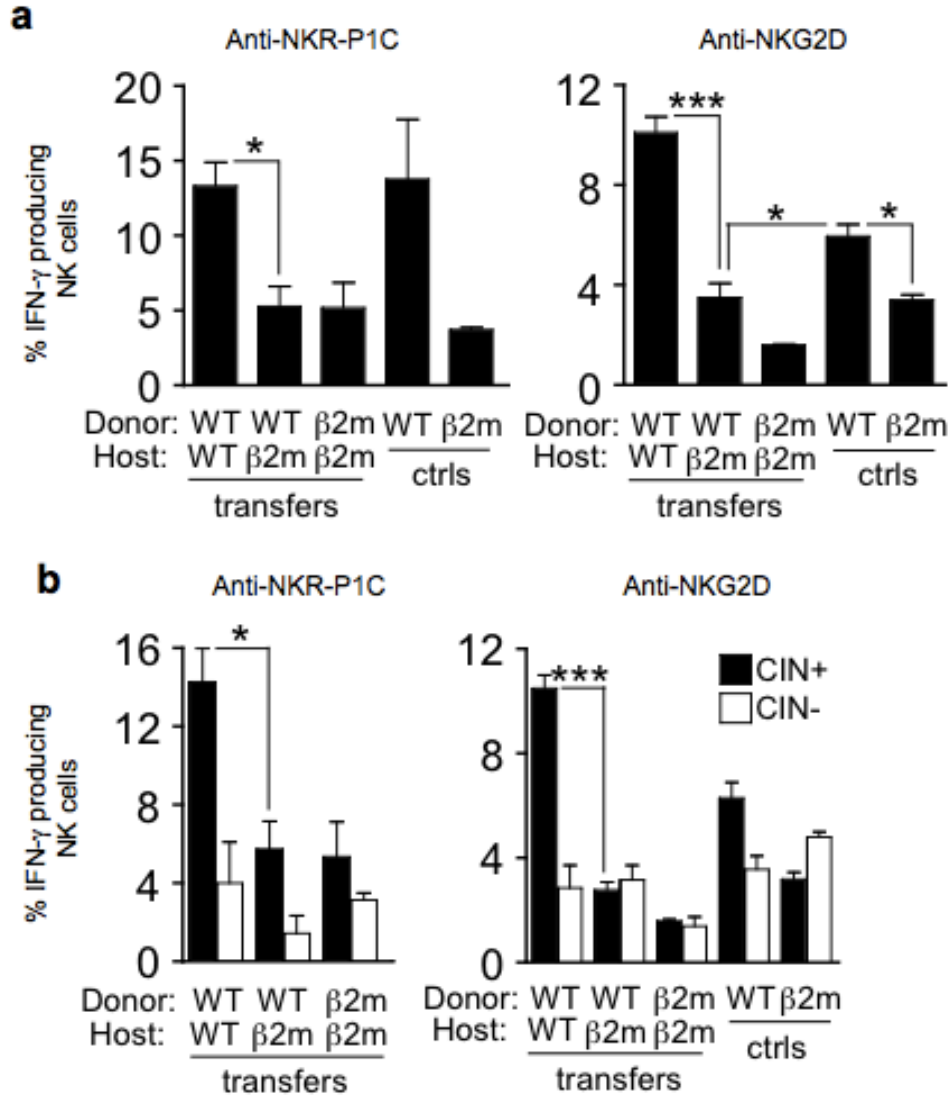 a
Anti-NKR-P1C
Anti-NKG2D
% IFN-γ producing
NK cells
20
15
10
5
0
*
Donor: WT WT β2m WT β2m
Host: WT β2m β2m
transfers
ctrls
12
8
4
0
***
*
*
Donor: WT WT β2m WT β2m
Host: WT β2m β2m
transfers
ctrls
b
Anti-NKR-P1C
Anti-NKG2D
% IFN-γ producing
NK cells
16
12
8
4
0
*
Donor: WT WT β2m
Host: WT β2m β2m
transfers
12
8
4
0
***
CIN+
CIN-
Donor: WT WT β2m WT β2m
Host: WT β2m β2m
transfers
ctrls